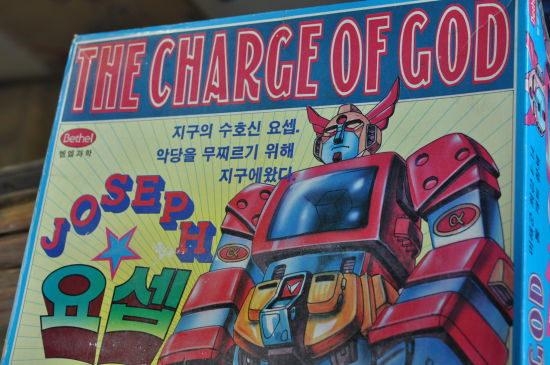 THE CHARGE OF GOD
Bethel
벧엘과학
지구의 수호신 요셉.
악당을 무찌르기 위해
지구에왔다.
JOSEPH
요셉
α
α
GOD